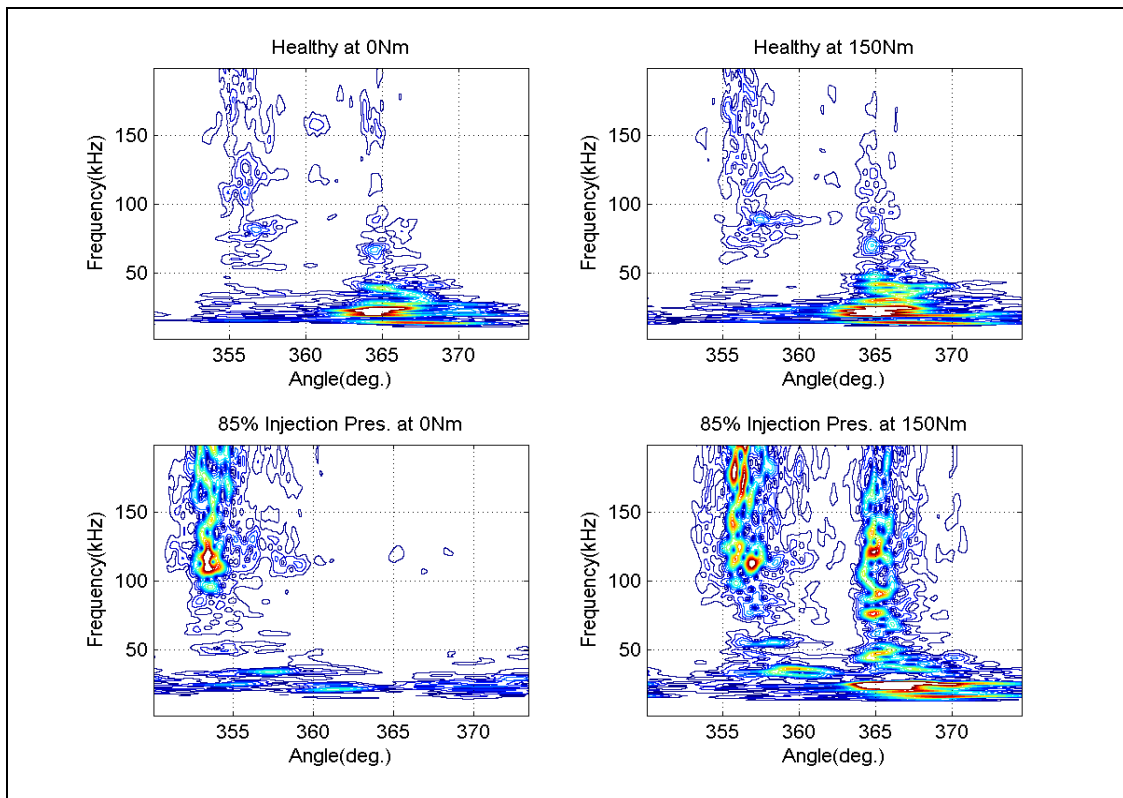 Healthy at 0Nm
Frequency(kHz)
150
100
50
355 360 365 370
Angle(deg.)
Healthy at 150Nm
Frequency(kHz)
150
100
50
355 360 365 370
Angle(deg.)
85% Injection Pres. at 0Nm
Frequency(kHz)
150
100
50
355 360 365 370
Angle(deg.)
85% Injection Pres. at 150Nm
Frequency(kHz)
150
100
50
355 360 365 370
Angle(deg.)